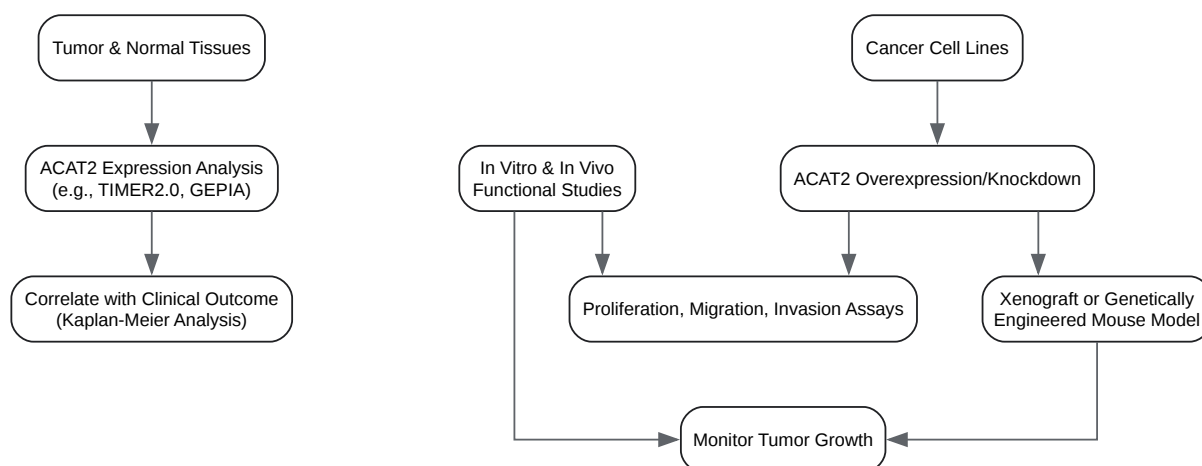 Tumor & Normal Tissues
Cancer Cell Lines
ACAT2 Expression Analysis
(e.g., TIMER2.0, GEPIA)
In Vitro & In Vivo
Functional Studies
ACAT2 Overexpression/Knockdown
Correlate with Clinical Outcome
(Kaplan-Meier Analysis)
Proliferation, Migration, Invasion Assays
Xenograft or Genetically
Engineered Mouse Model
Monitor Tumor Growth